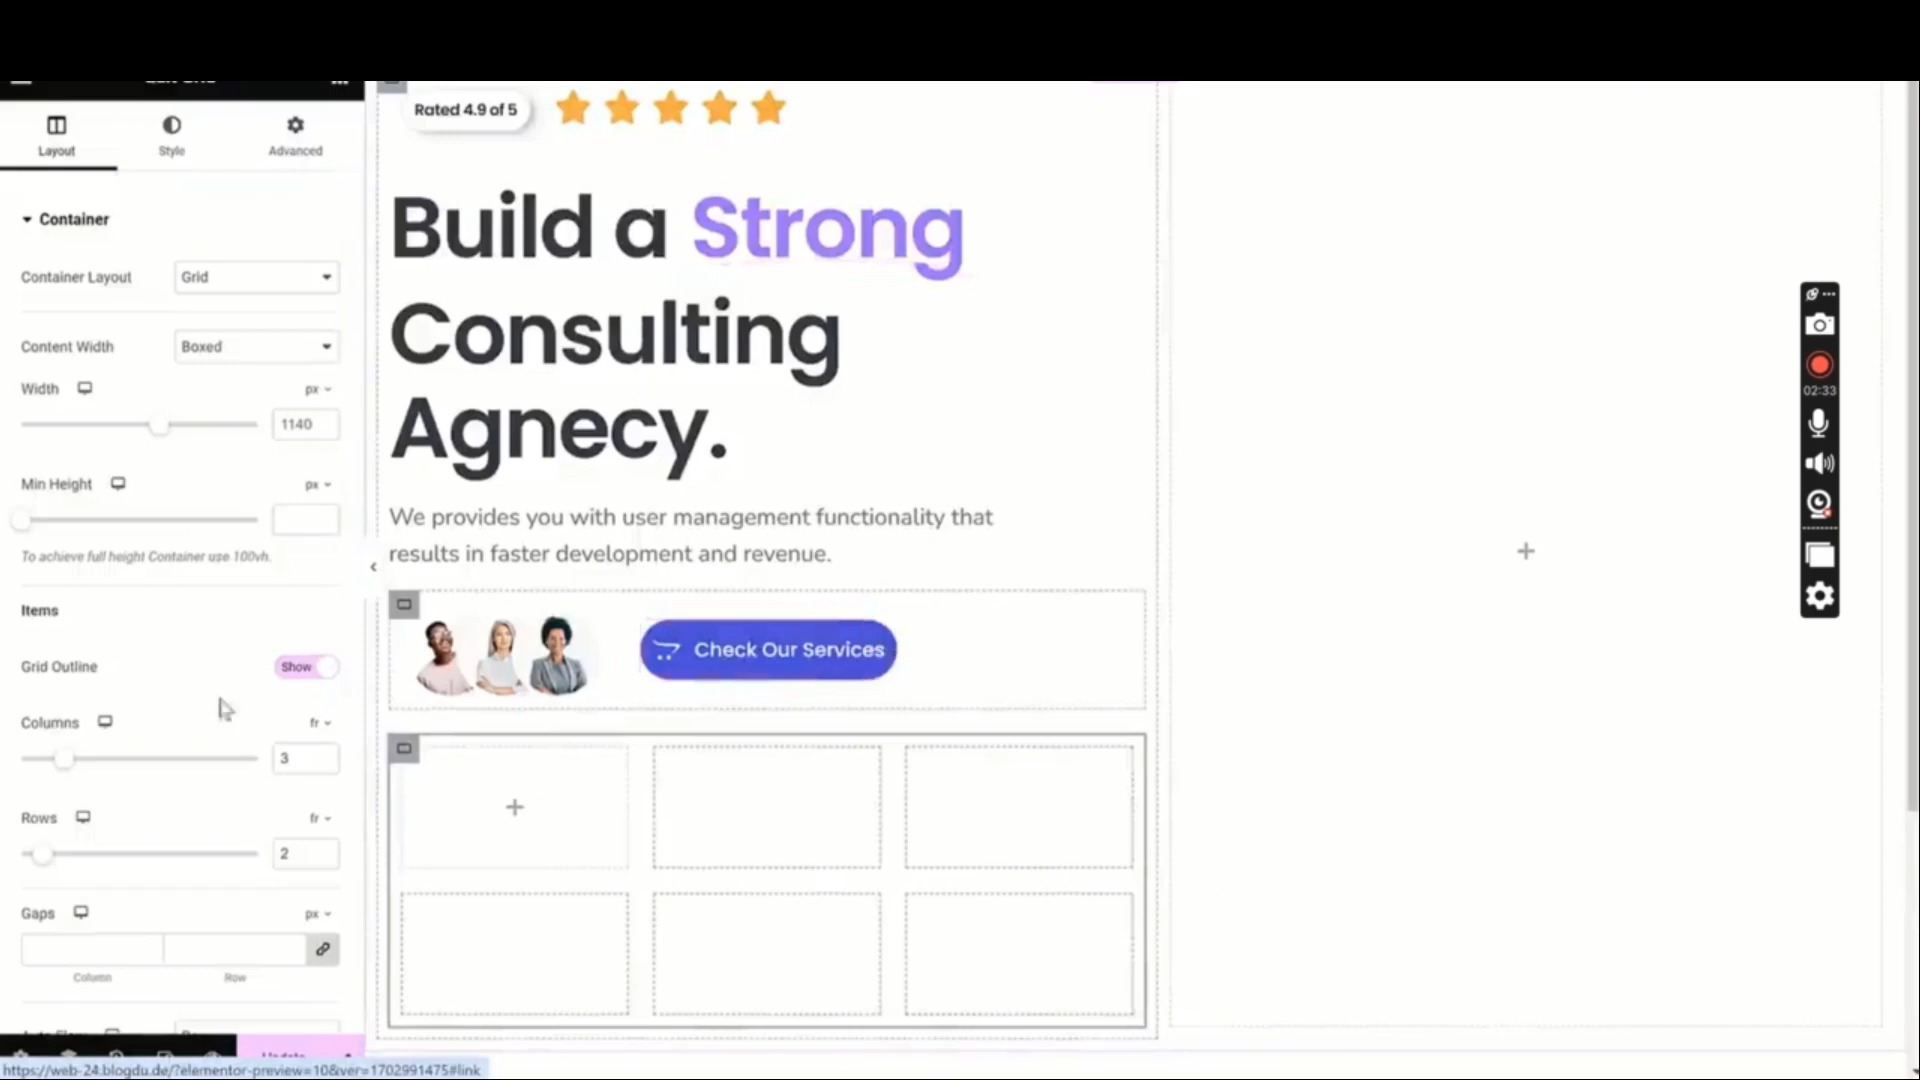 Rated 4.9 of 5
Layout
Style
Advanced
Container
Container Layout
Grid
Content Width
Boxed
Width
px
1140
Min Height
px
To achieve full height Container use 100vh.
Items
Grid Outline
Show
Columns
fr
3
Rows
fr
2
Gaps
px
Column
Row
Build a Strong
Consulting
Agnecy.
We provides you with user management functionality that
results in faster development and revenue.
Check Our Services
02:33
https://web-24.blogdu.de/?elementor-preview=10&ver=1702991475#link